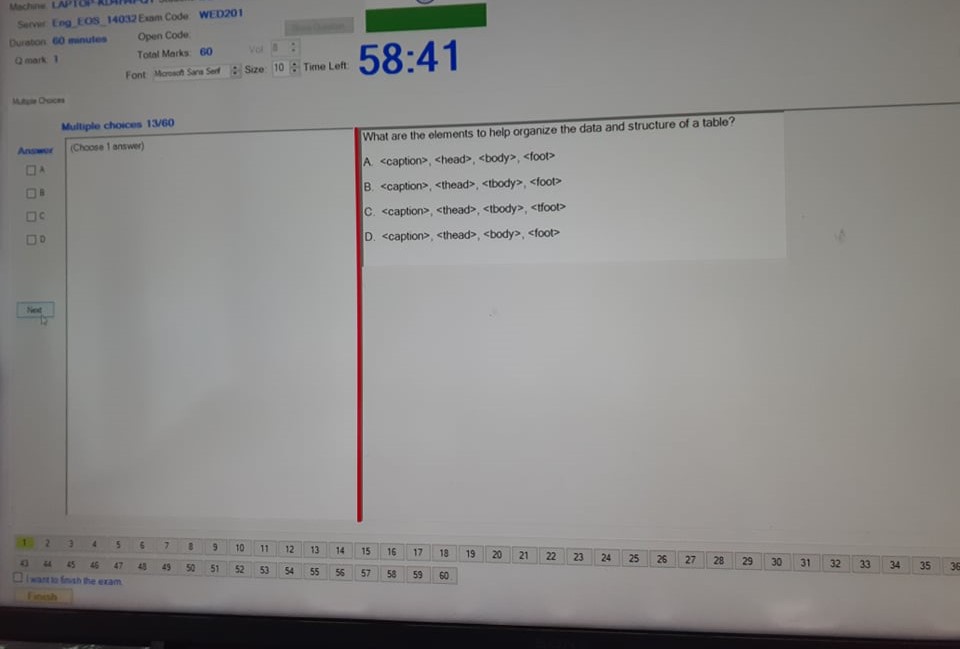 Machine LAPTOP
Server: Eng_EOS_14032 Exam Code: WED201
Duration 60 minutes Open Code:
Q mark 1 Total Marks: 60 Vol 8
Font: Microsoft Sans Serif Size: 10 Time Left: 58:41
Multiple Choices
Multiple choices 13/60
Answer (Choose 1 answer)
A
B
C
D
Next
What are the elements to help organize the data and structure of a table?
A. <caption>, <head>, <body>, <foot>
B. <caption>, <thead>, <tbody>, <foot>
C. <caption>, <thead>, <tbody>, <tfoot>
D. <caption>, <thead>, <body>, <foot>
1 2 3 4 5 6 7 8 9 10 11 12 13 14 15 16 17 18 19 20 21 22 23 24 25 26 27 28 29 30 31 32 33 34 35 36
43 44 45 46 47 48 49 50 51 52 53 54 55 56 57 58 59 60
I want to finish the exam.
Finish